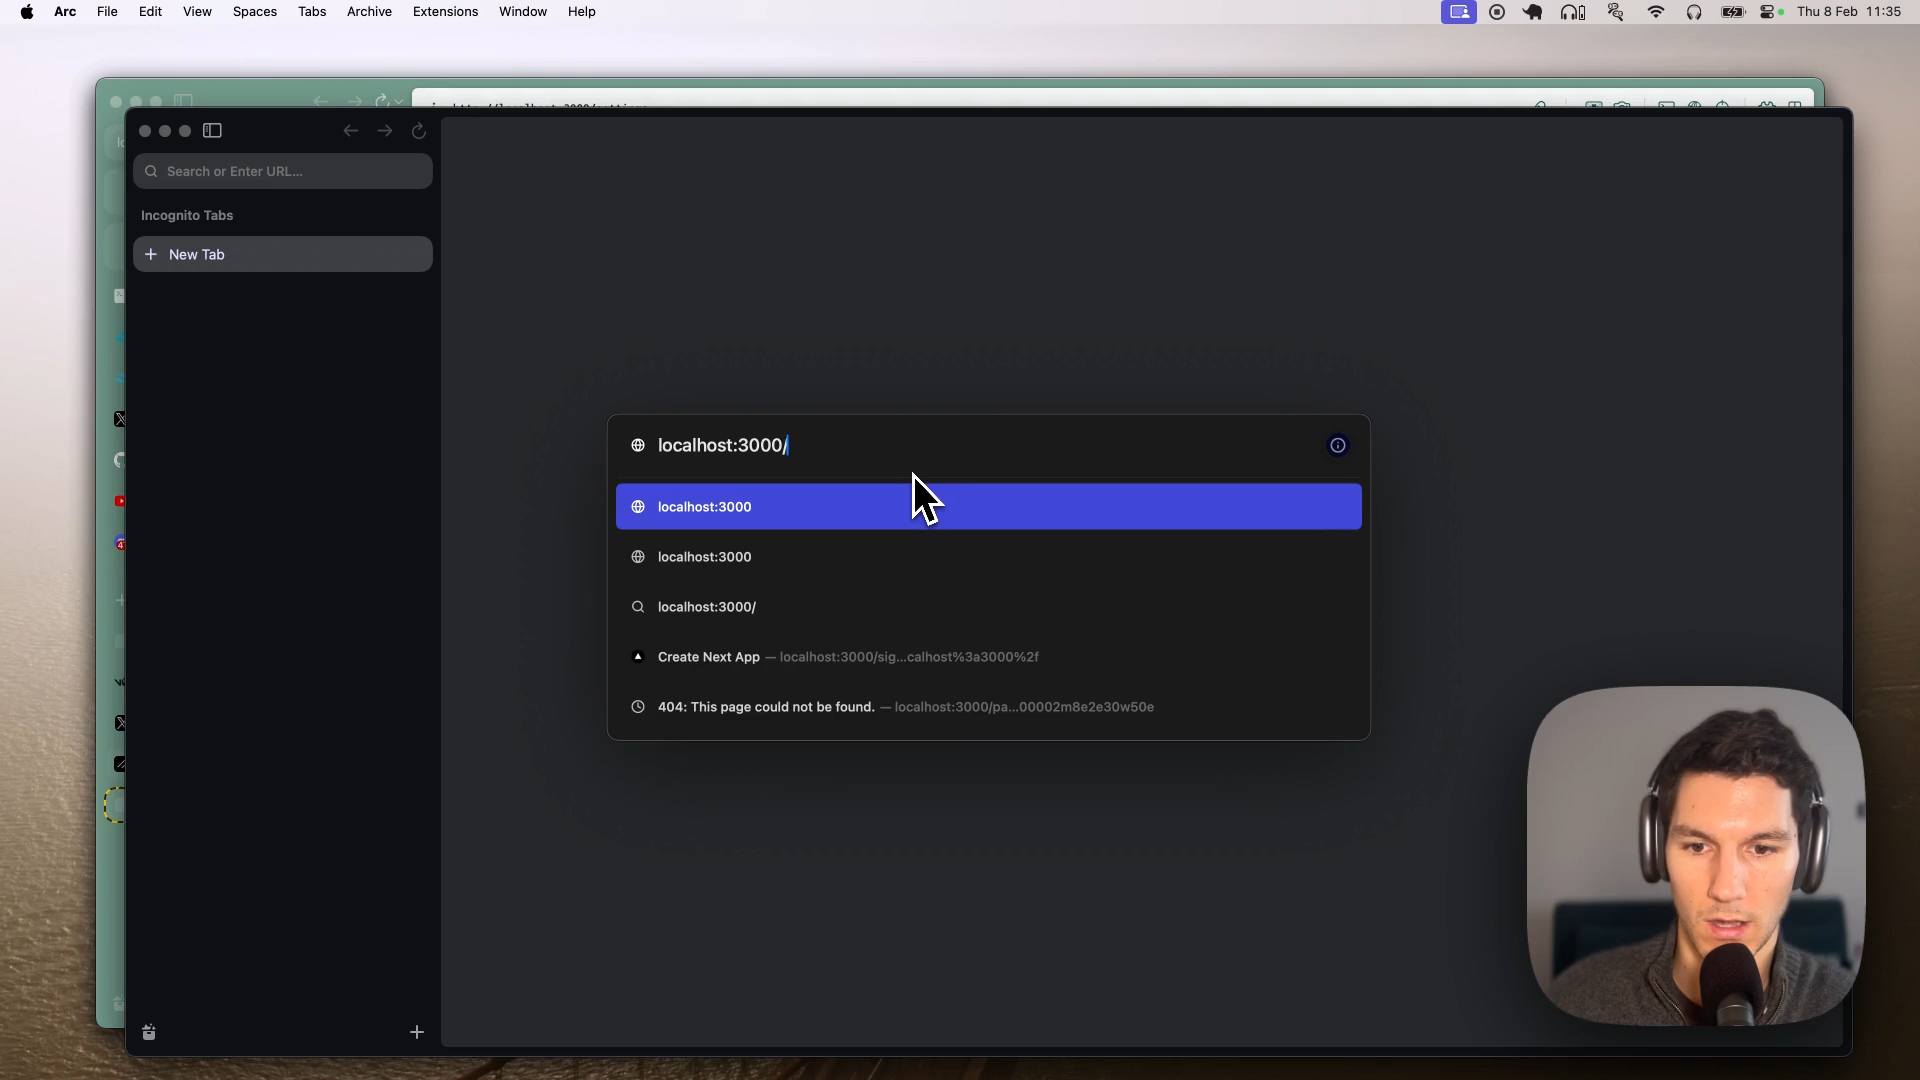 Arc File Edit View Spaces Tabs Archive Extensions Window Help Thu 8 Feb 11:35
Search or Enter URL...
Incognito Tabs
New Tab
localhost:3000/
localhost:3000
localhost:3000
localhost:3000/
Create Next App — localhost:3000/sig...calhost%3a3000%2f
404: This page could not be found. — localhost:3000/pa...00002m8e2e30w50e